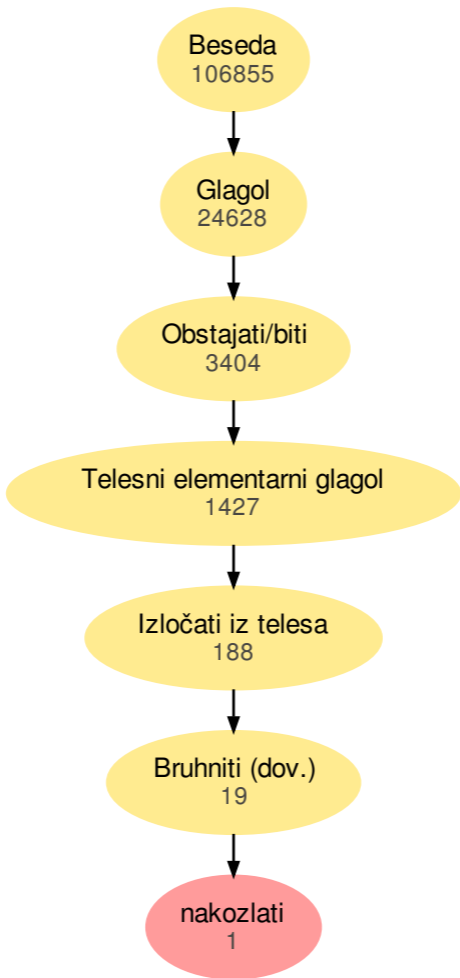 Beseda
106855
Glagol
24628
Obstajati/biti
3404
Telesni elementarni glagol
1427
Izločati iz telesa
188
Bruhniti (dov.)
19
nakozlati
1